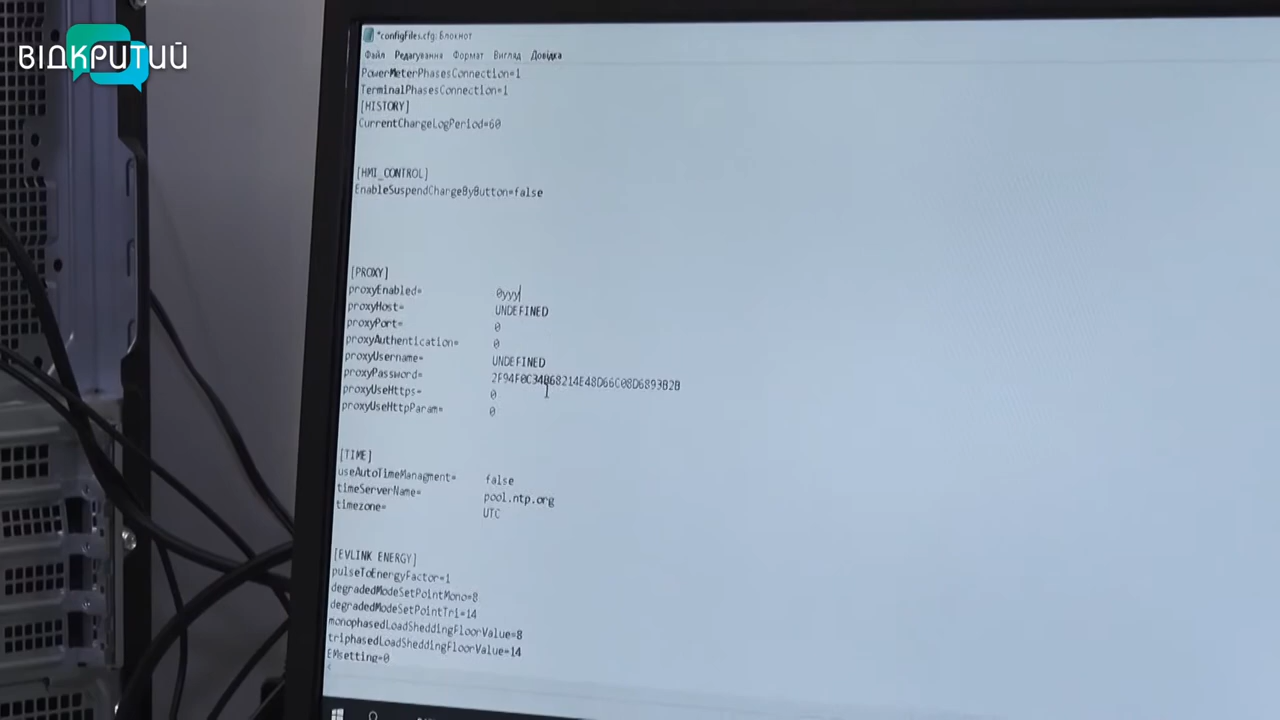 ВІДКРИТИЙ
*configFiles.cfg: Блокнот
Файл Редагування Формат Вигляд Довідка
PowerMeterPhasesConnection=1
TerminalPhasesConnection=1
[HISTORY]
CurrentChargeLogPeriod=60
[HMI_CONTROL]
EnableSuspendChargeByButton=false
[PROXY]
proxyEnabled= 0yyy
proxyHost= UNDEFINED
proxyPort= 0
proxyAuthentication= 0
proxyUsername= UNDEFINED
proxyPassword= 2F94F0C34B68214E48D66C08D6893B2B
proxyUseHttps= 0
proxyUseHttpParam= 0
[TIME]
useAutoTimeManagment= false
timeServerName= pool.ntp.org
timezone= UTC
[EVLINK ENERGY]
pulseToEnergyFactor=1
degradedModeSetPointMono=8
degradedModeSetPointTri=14
monophasedLoadSheddingFloorValue=8
triphasedLoadSheddingFloorValue=14
EMsetting=0